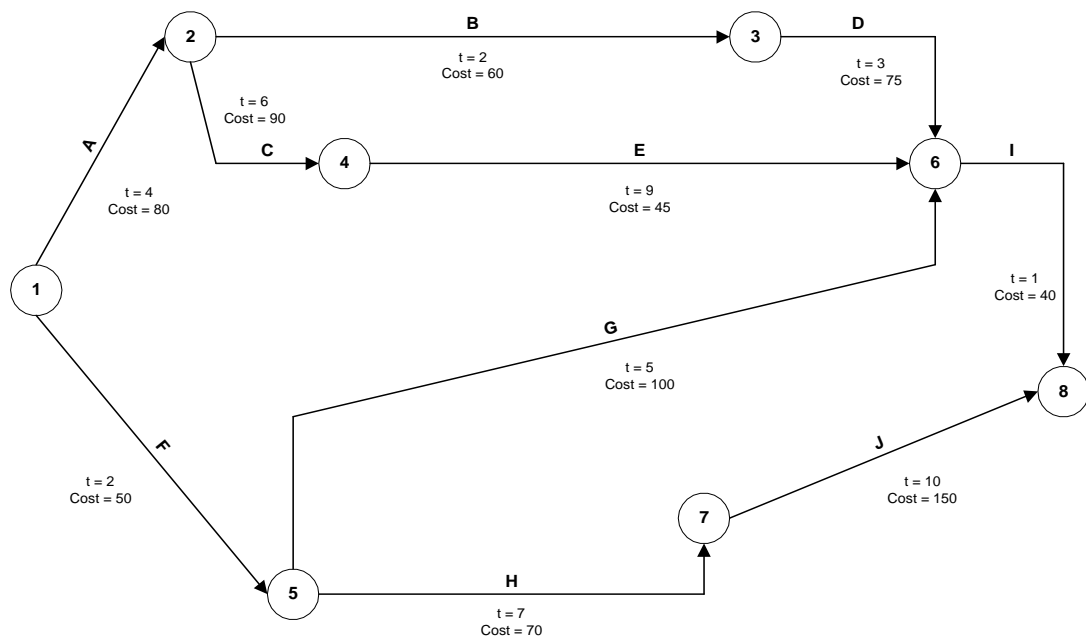 B
2
3
D
t = 2
Cost = 60
t = 3
Cost = 75
t = 6
Cost = 90
A
C
4
E
6
I
t = 4
Cost = 80
t = 9
Cost = 45
1
t = 1
Cost = 40
G
t = 5
Cost = 100
8
F
J
t = 2
Cost = 50
t = 10
Cost = 150
7
H
5
t = 7
Cost = 70